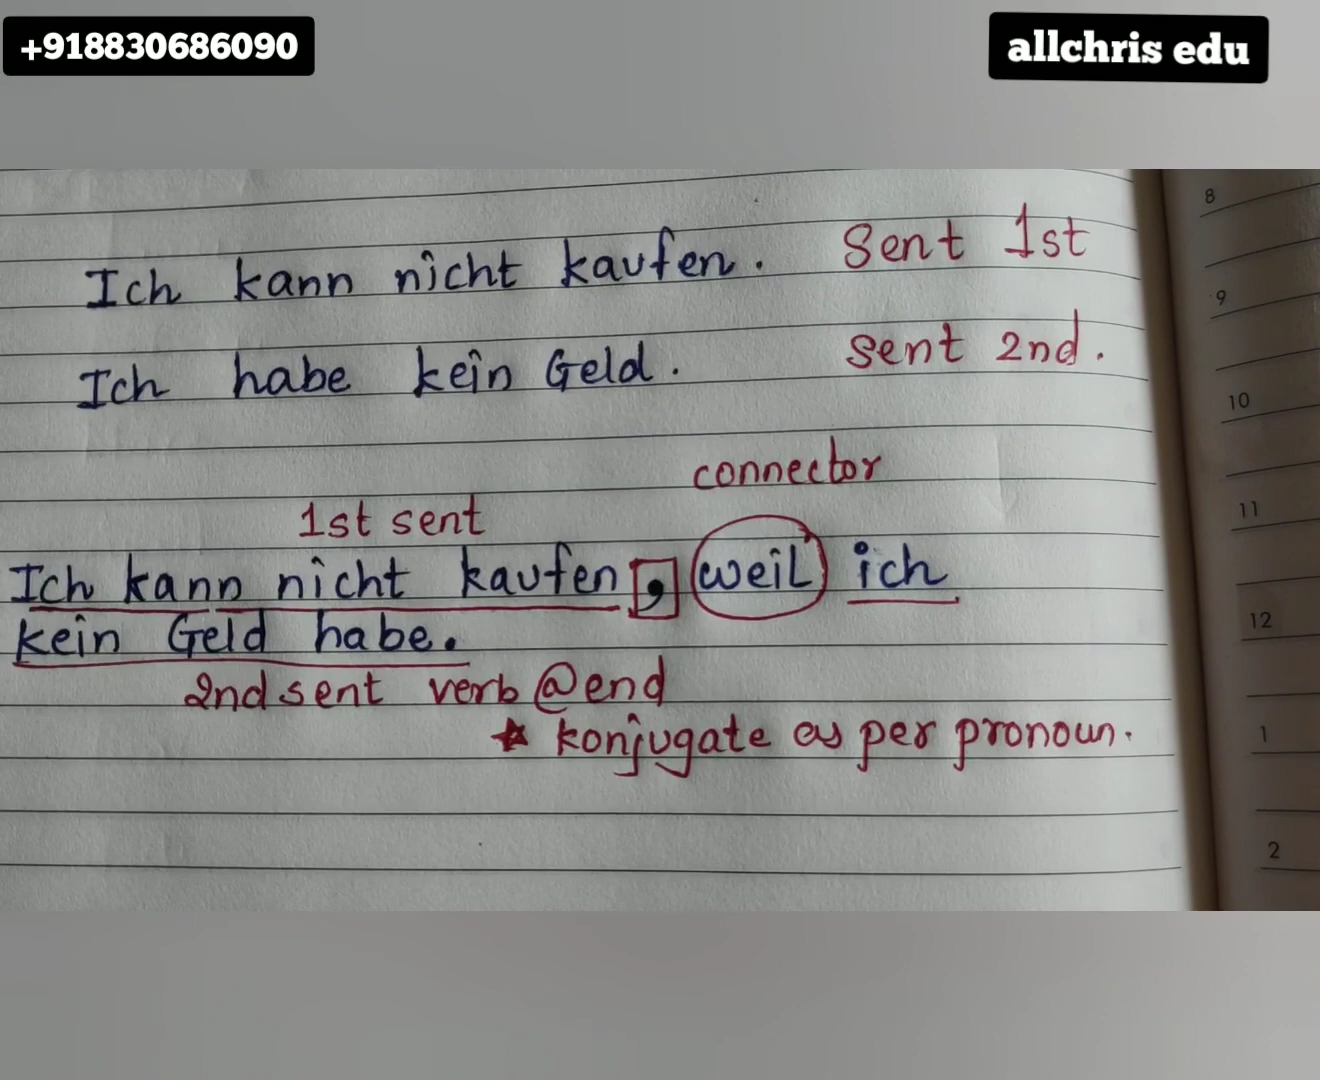 +918830686090
allchris edu
8
Ich kann nicht kaufen. Sent 1st
9
Ich habe kein Geld. sent 2nd.
10
connector
11
1st sent
Ich kann nicht kaufen, weil ich
12
kein Geld habe.
2nd sent verb @end
★ konjugate as per pronoun.
1
2